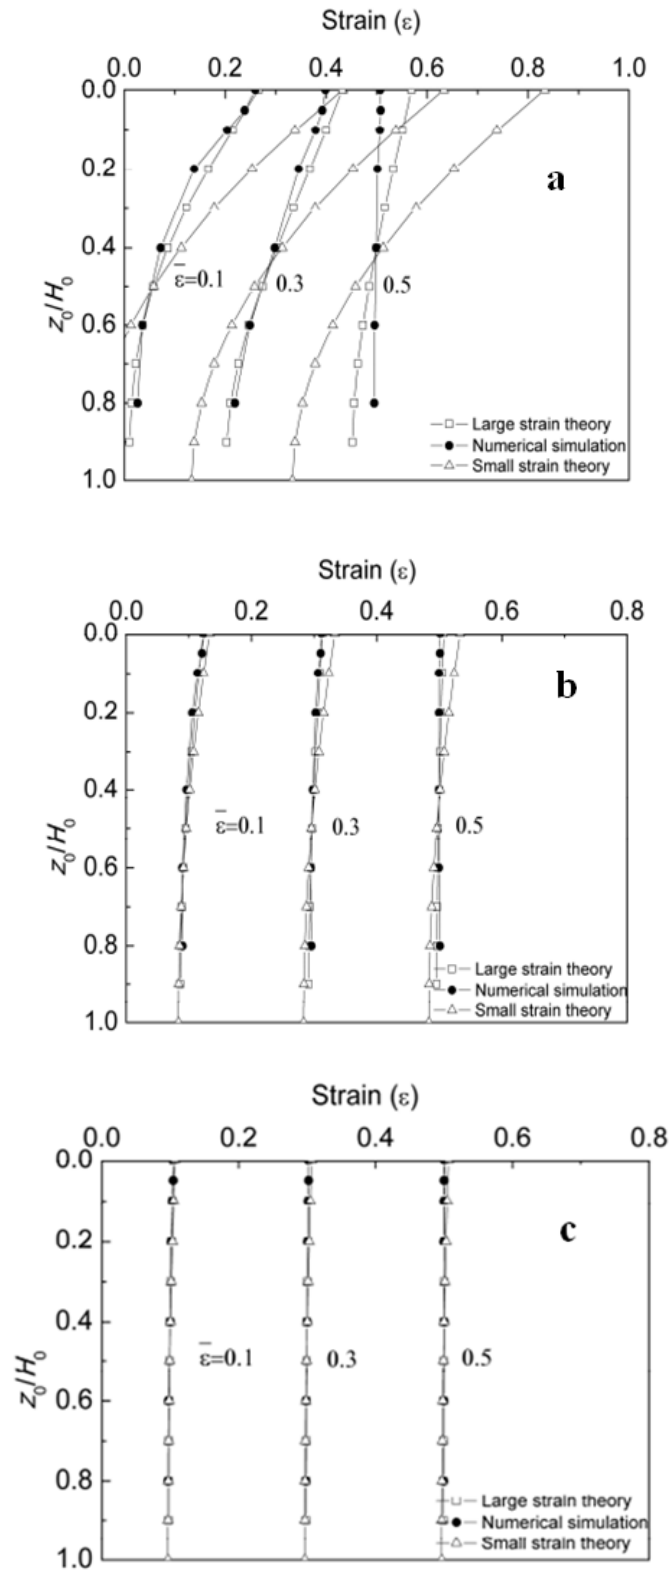 Strain (ε)
0.0 0.2 0.4 0.6 0.8 1.0
0.0
0.2
0.4
0.6
0.8
1.0
z₀/H₀
a
ε̅=0.1 0.3 0.5
Large strain theory
Numerical simulation
Small strain theory
Strain (ε)
0.0 0.2 0.4 0.6 0.8
0.0
0.2
0.4
0.6
0.8
1.0
z₀/H₀
b
ε̅=0.1 0.3 0.5
Large strain theory
Numerical simulation
Small strain theory
Strain (ε)
0.0 0.2 0.4 0.6 0.8
0.0
0.2
0.4
0.6
0.8
1.0
z₀/H₀
c
ε̅=0.1 0.3 0.5
Large strain theory
Numerical simulation
Small strain theory